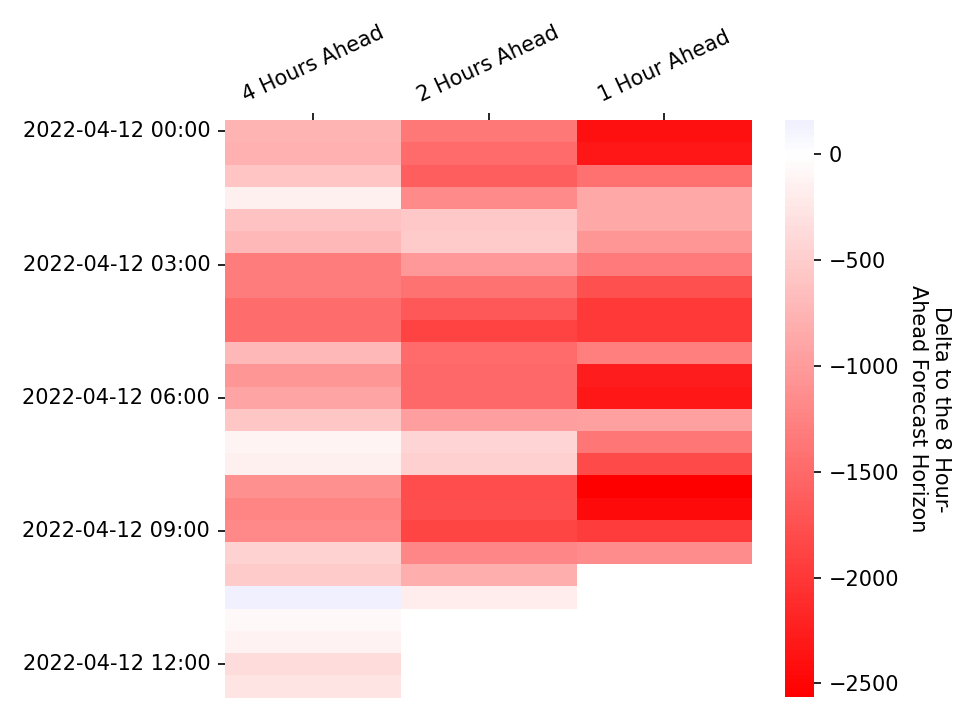 4 Hours Ahead
2 Hours Ahead
1 Hour Ahead
2022-04-12 00:00
2022-04-12 03:00
2022-04-12 06:00
2022-04-12 09:00
2022-04-12 12:00
0
−500
−1000
−1500
−2000
−2500
Delta to the 8 Hour-
Ahead Forecast Horizon